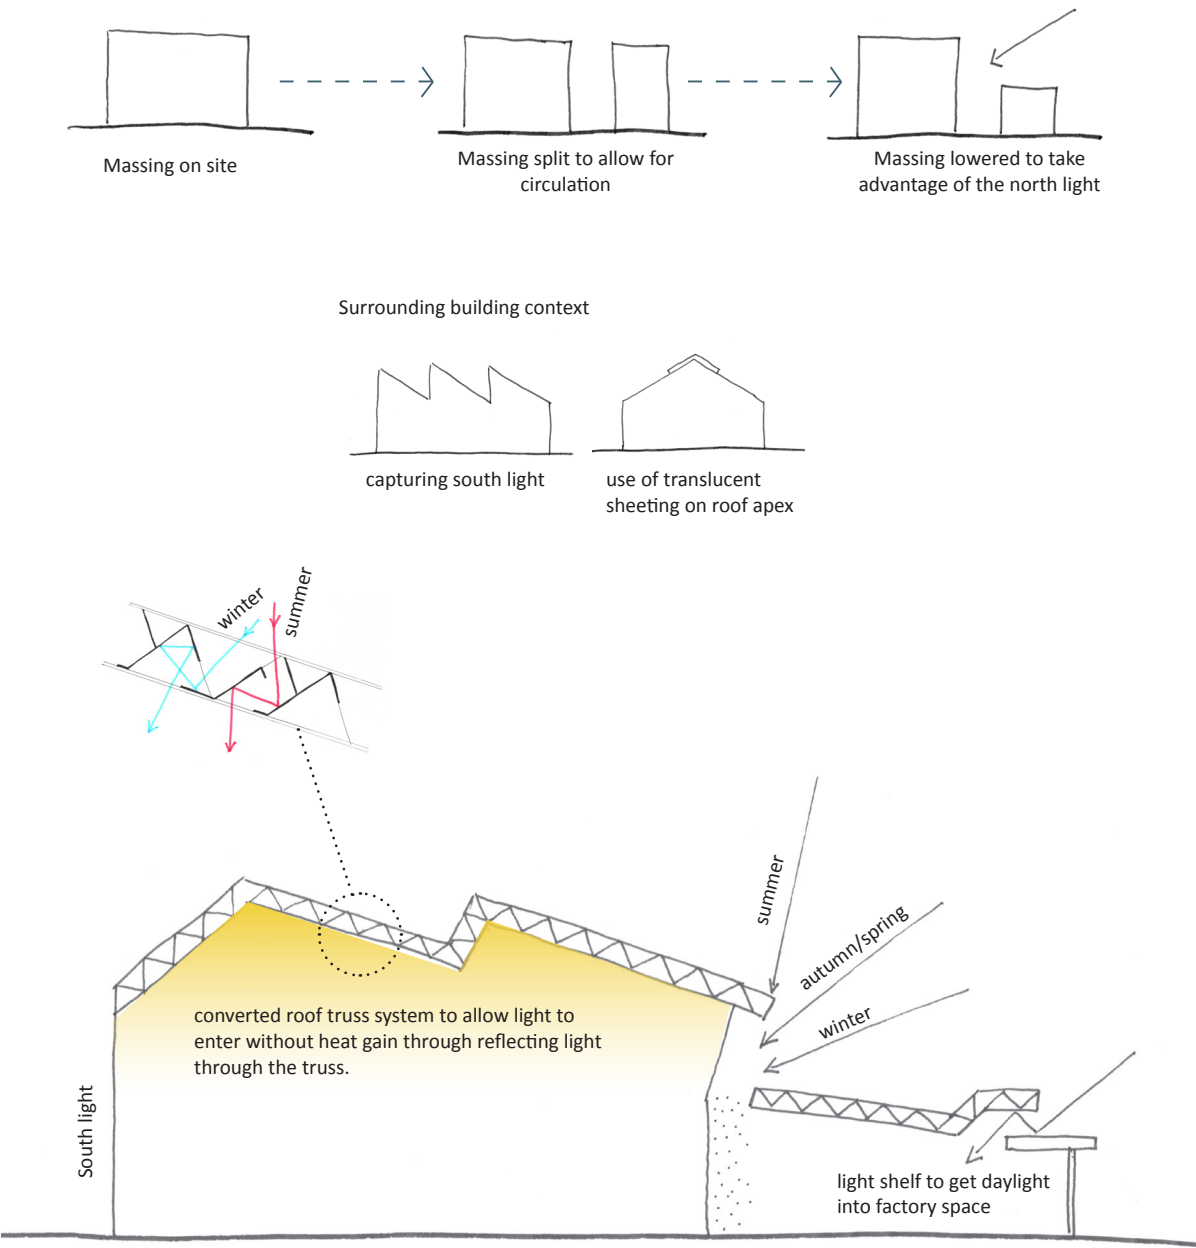 Massing on site
Massing split to allow for
circulation
Massing lowered to take
advantage of the north light
Surrounding building context
capturing south light
use of translucent
sheeting on roof apex
winter
summer
summer
autumn/spring
winter
converted roof truss system to allow light to
enter without heat gain through reflecting light
through the truss.
South light
light shelf to get daylight
into factory space